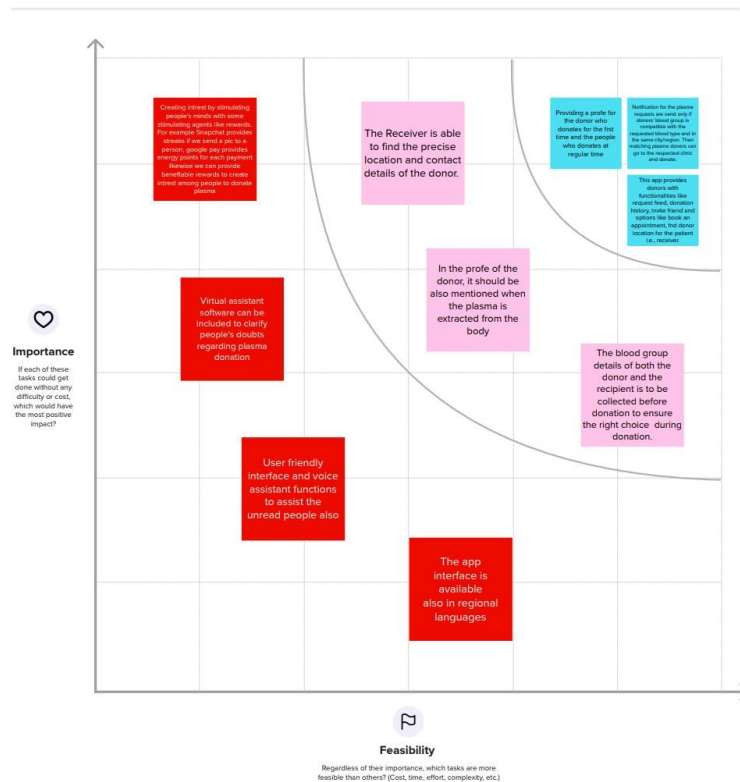 Creating intrest by stimulating
people's minds with some
stimulating agents like rewards.
For example Snapchat provides
streaks if we send a pic to a
person, google pay provides
energy points for each payment
likewise we can provide
benefitable rewards to create
intrest among people to donate
plasma
The Receiver is able
to find the precise
location and contact
details of the donor.
Providing a profe for
the donor who
donates for the frst
time and the people
who donates at
regular time
Notification for the plasma
requests are send only if
donors' blood group is
compatible with the
requested blood type and in
the same city/region. Then
matching plasma donors can
go to the respected clinic
and donate.
This app provides
donors with
functionalities like
request feed, donation
history, invite friend and
options like book an
appointment, fnd donor
location for the patient
i.e., receiver.
In the profe of the
donor, it should be
also mentioned when
the plasma is
extracted from the
body
Virtual assistant
software can be
included to clarify
people's doubts
regarding plasma
donation
The blood group
details of both the
donor and the
recipient is to be
collected before
donation to ensure
the right choice during
donation.
User friendly
interface and voice
assistant functions
to assist the
unread people also
The app
interface is
available
also in regional
languages
Importance
If each of these
tasks could get
done without any
difficulty or cost,
which would have
the most positive
impact?
Feasibility
Regardless of their importance, which tasks are more
feasible than others? (Cost, time, effort, complexity, etc.)